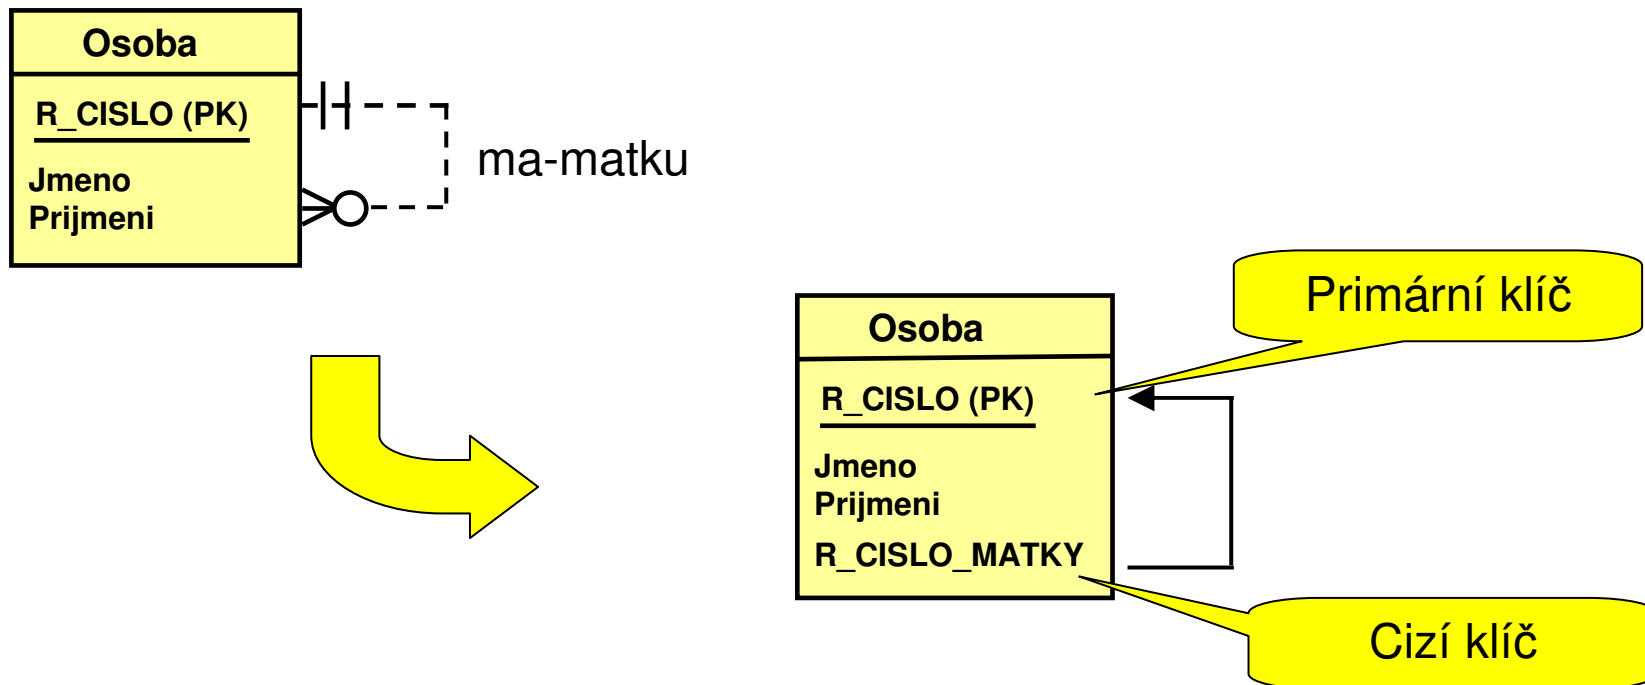 Osoba
R_CISLO (PK)
Jmeno
Prijmeni
ma-matku
Osoba
R_CISLO (PK)
Jmeno
Prijmeni
R_CISLO_MATKY
Primární klíč
Cizí klíč